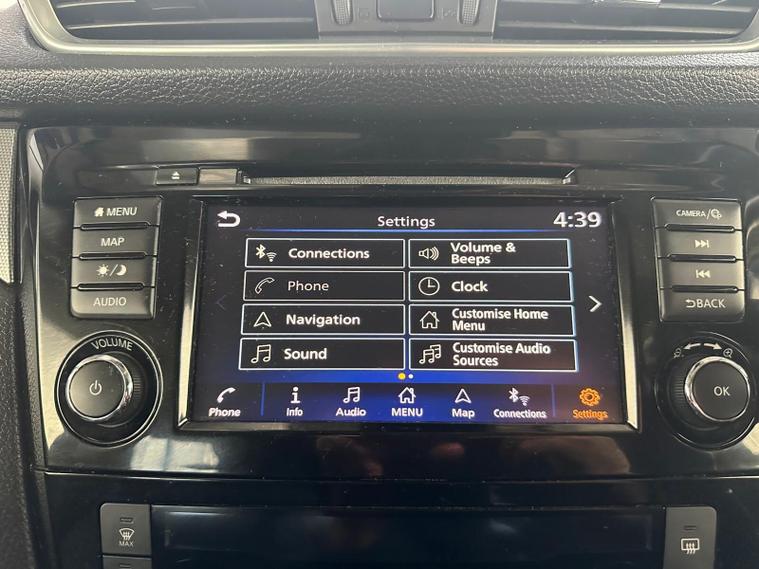 MENU
MAP
AUDIO
VOLUME
Settings
4:39
Connections
Volume &
Beeps
Phone
Clock
Navigation
Customise Home
Menu
Sound
Customise Audio
Sources
Phone
Info
Audio
MENU
Map
Connections
Settings
CAMERA/
BACK
OK
MAX